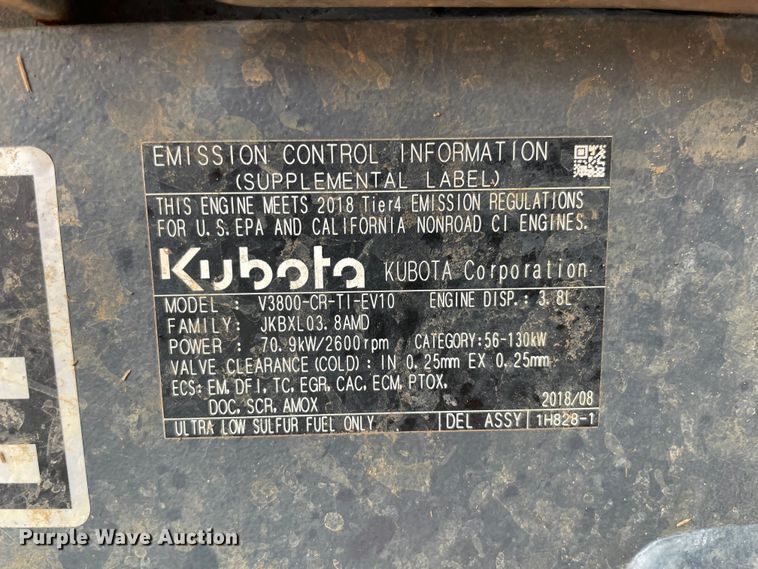 EMISSION CONTROL INFORMATION
(SUPPLEMENTAL LABEL)
THIS ENGINE MEETS 2018 Tier4 EMISSION REGULATIONS
FOR U.S.EPA AND CALIFORNIA NONROAD CI ENGINES.
Kubota KUBOTA Corporation
MODEL : V3800-CR-TI-EV10 ENGINE DISP.: 3.8L
FAMILY: JKBXL03.8AMD
POWER : 70.9kW/2600rpm CATEGORY:56-130kW
VALVE CLEARANCE (COLD) : IN 0.25mm EX 0.25mm
ECS: EM, DFI, TC, EGR, CAC, ECM, PTOX,
DOC, SCR, AMOX 2018/08
ULTRA LOW SULFUR FUEL ONLY DEL ASSY 1H828-1
E
Purple Wave Auction